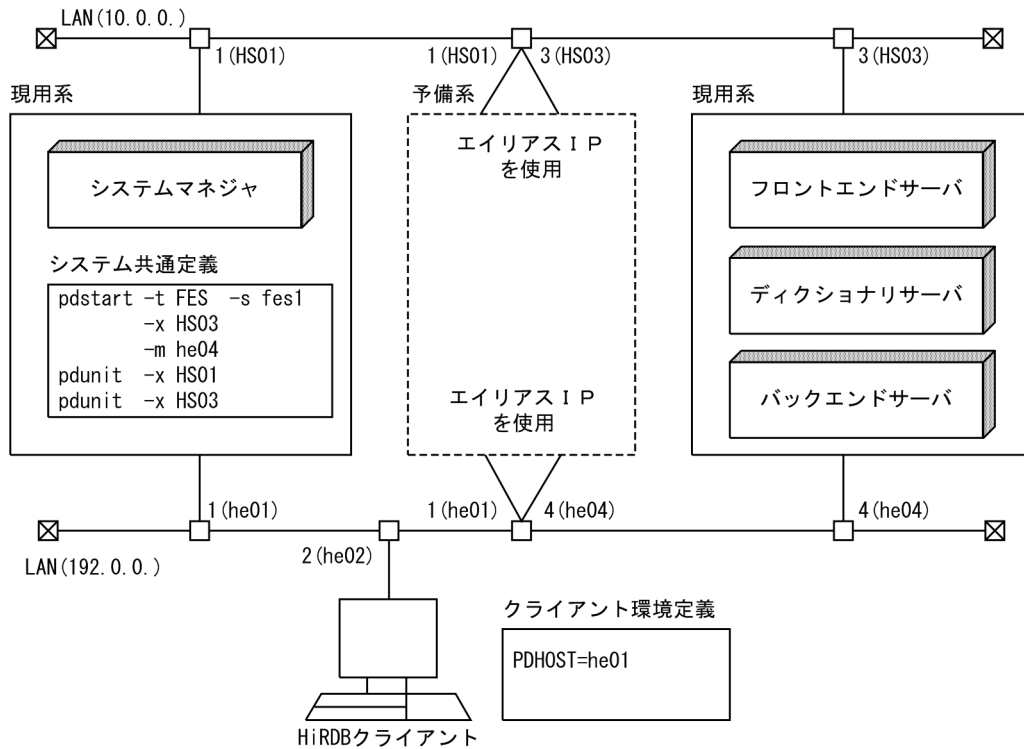 LAN(10.0.0.)
1(HS01)
1(HS01)
3(HS03)
3(HS03)
現用系
予備系
現用系
システムマネジャ
エイリアスＩＰ
を使用
フロントエンドサーバ
システム共通定義
pdstart -t FES  -s fes1
-x HS03
-m he04
pdunit  -x HS01
pdunit  -x HS03
ディクショナリサーバ
エイリアスＩＰ
を使用
バックエンドサーバ
1(he01)
1(he01)
4(he04)
4(he04)
LAN(192.0.0.)
2(he02)
クライアント環境定義
PDHOST=he01
HiRDBクライアント